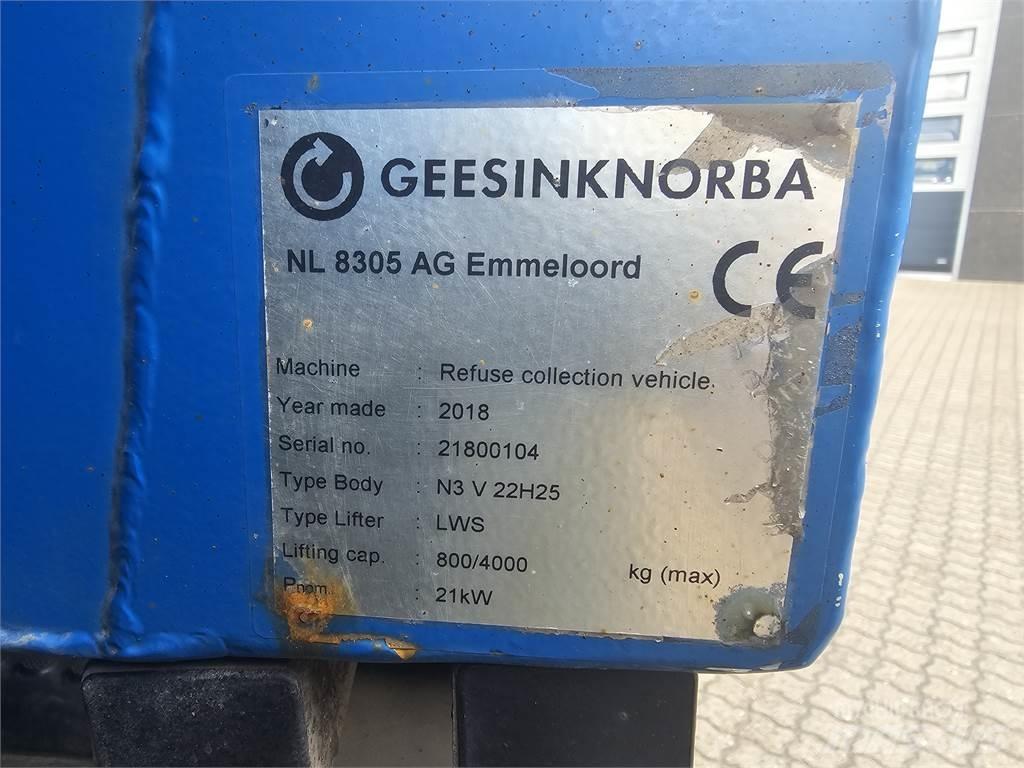 GEESINKNORBA
NL 8305 AG Emmeloord
CE
Machine : Refuse collection vehicle.
Year made : 2018
Serial no. : 21800104
Type Body : N3 V 22H25
Type Lifter : LWS
Lifting cap. : 800/4000 kg (max)
Pnom. : 21kW